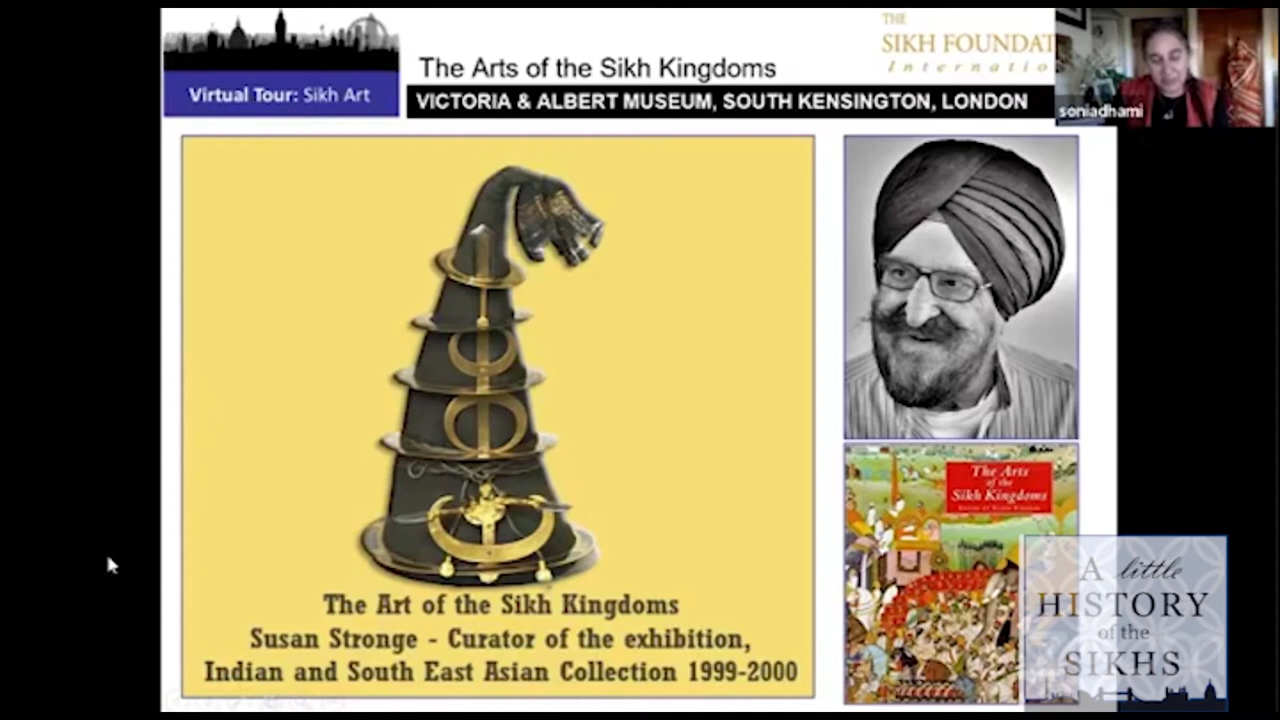 THE
SIKH FOUNDAT
Internatio
The Arts of the Sikh Kingdoms
Virtual Tour: Sikh Art
VICTORIA & ALBERT MUSEUM, SOUTH KENSINGTON, LONDON
soniadhami
The Art of the Sikh Kingdoms
Susan Stronge - Curator of the exhibition,
Indian and South East Asian Collection 1999-2000
The Arts
of the
Sikh Kingdoms
A little
HISTORY
of the
SIKHS